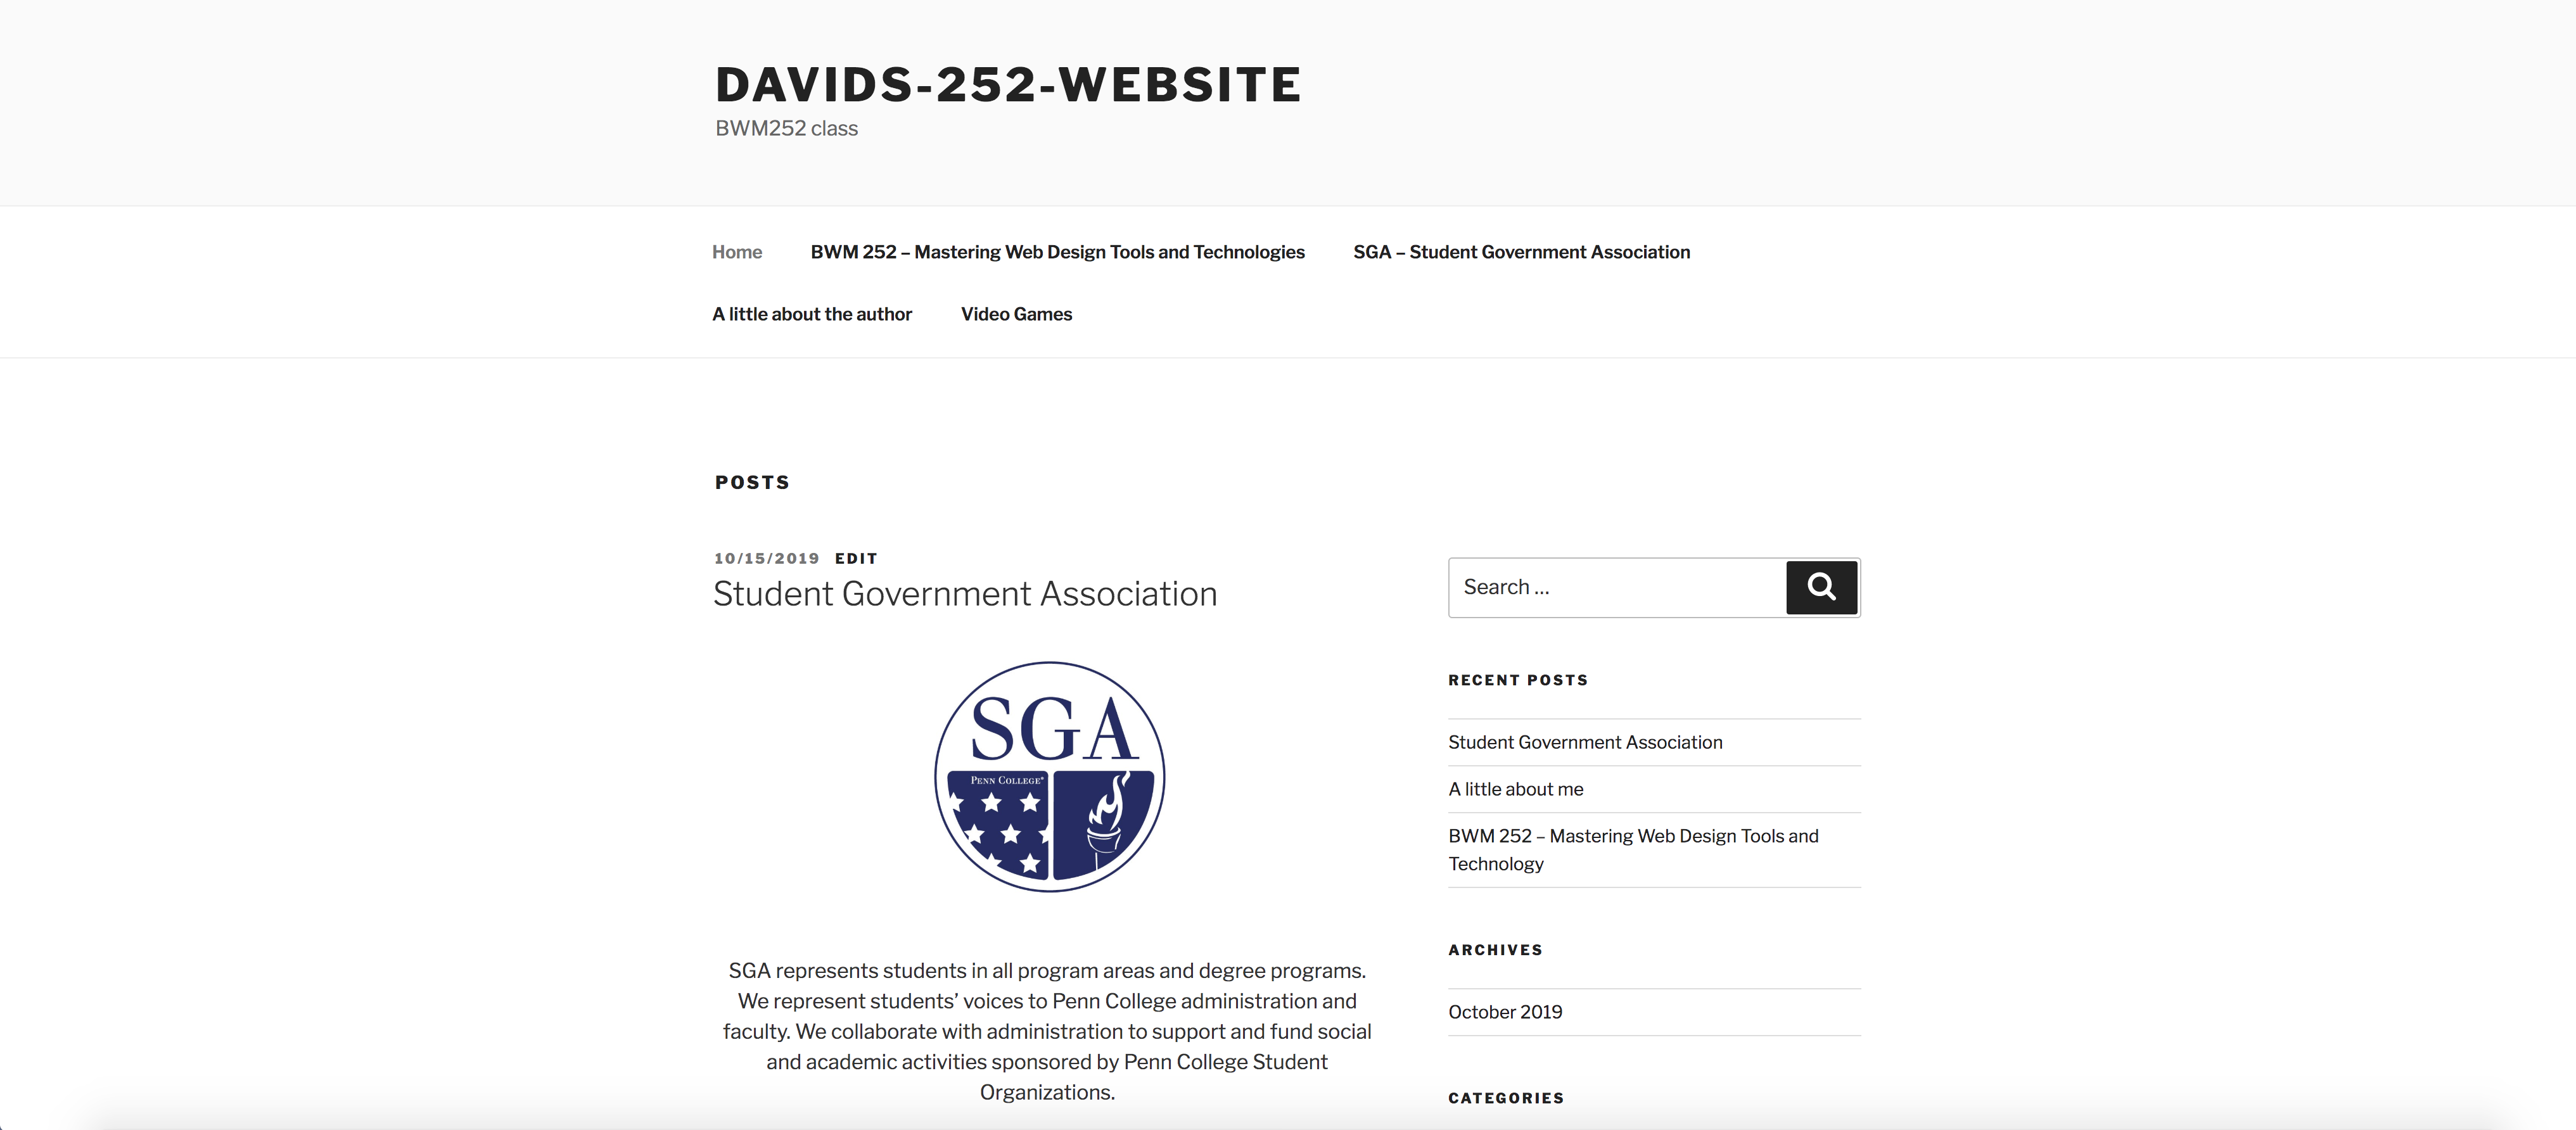 DAVIDS-252-WEBSITE
BWM252 class
Home BWM 252 – Mastering Web Design Tools and Technologies SGA – Student Government Association
A little about the author Video Games
POSTS
10/15/2019 EDIT
Student Government Association
SGA
PENN COLLEGE®
SGA represents students in all program areas and degree programs.
We represent students’ voices to Penn College administration and
faculty. We collaborate with administration to support and fund social
and academic activities sponsored by Penn College Student
Organizations.
Search …
RECENT POSTS
Student Government Association
A little about me
BWM 252 – Mastering Web Design Tools and
Technology
ARCHIVES
October 2019
CATEGORIES